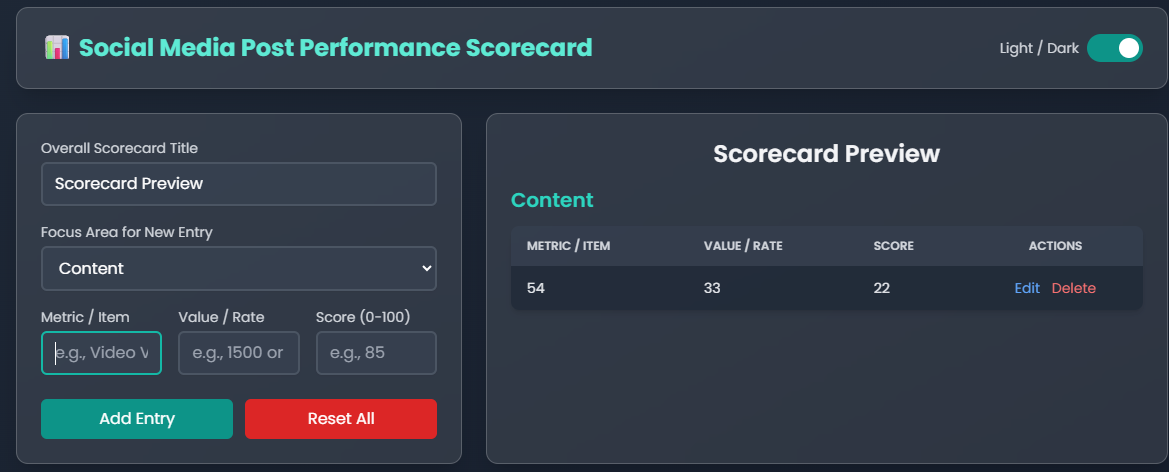 📊 Social Media Post Performance Scorecard
Light / Dark
Overall Scorecard Title
Scorecard Preview
Focus Area for New Entry
Content
Metric / Item Value / Rate Score (0-100)
e.g., Video V e.g., 1500 or e.g., 85
Add Entry Reset All
Scorecard Preview
Content
METRIC / ITEM VALUE / RATE SCORE ACTIONS
54 33 22 Edit Delete